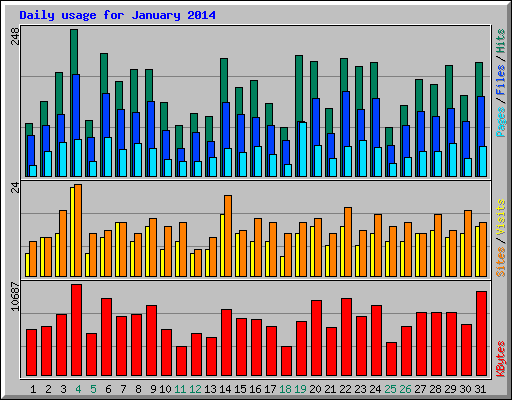 Daily usage for January 2014
248
Pages / Files / Hits
24
Sites / Visits
10687
KBytes
1 2 3 4 5 6 7 8 9 10 11 12 13 14 15 16 17 18 19 20 21 22 23 24 25 26 27 28 29 30 31